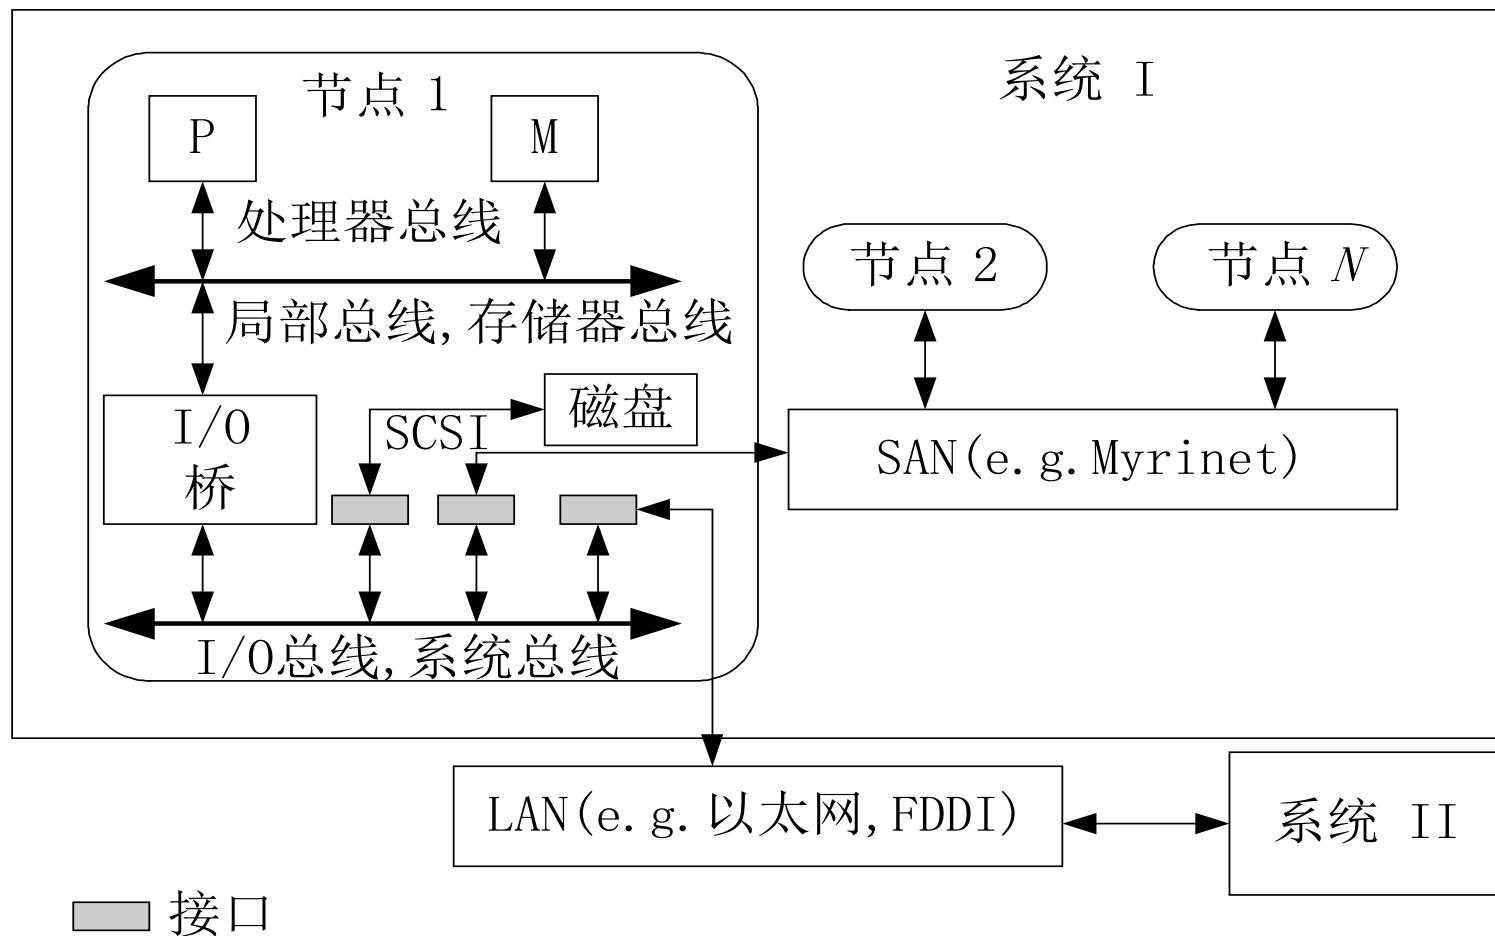 系统 I
节点 1
P
M
处理器总线
局部总线,存储器总线
节点 2
节点 N
I/O
桥
SCSI
磁盘
SAN(e.g.Myrinet)
I/O总线,系统总线
LAN(e.g.以太网,FDDI)
系统 II
接口